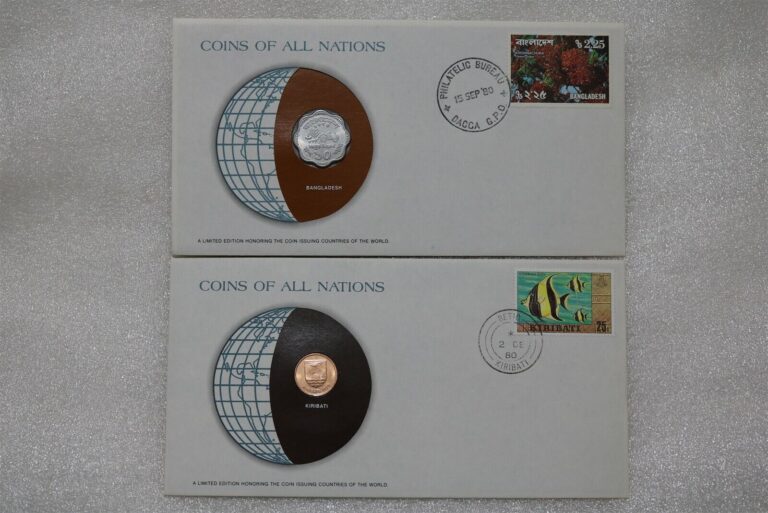 COINS OF ALL NATIONS
PHILATELIC BUREAU
15 SEP '80
DACCA G.P.O
বাংলাদেশ
৳ 2.25
৳ ২·২৫
BANGLADESH
BANGLADESH
A LIMITED EDITION HONORING THE COIN ISSUING COUNTRIES OF THE WORLD.
COINS OF ALL NATIONS
KIRIBATI
25c
2 DE
80
KIRIBATI
KIRIBATI
A LIMITED EDITION HONORING THE COIN ISSUING COUNTRIES OF THE WORLD.